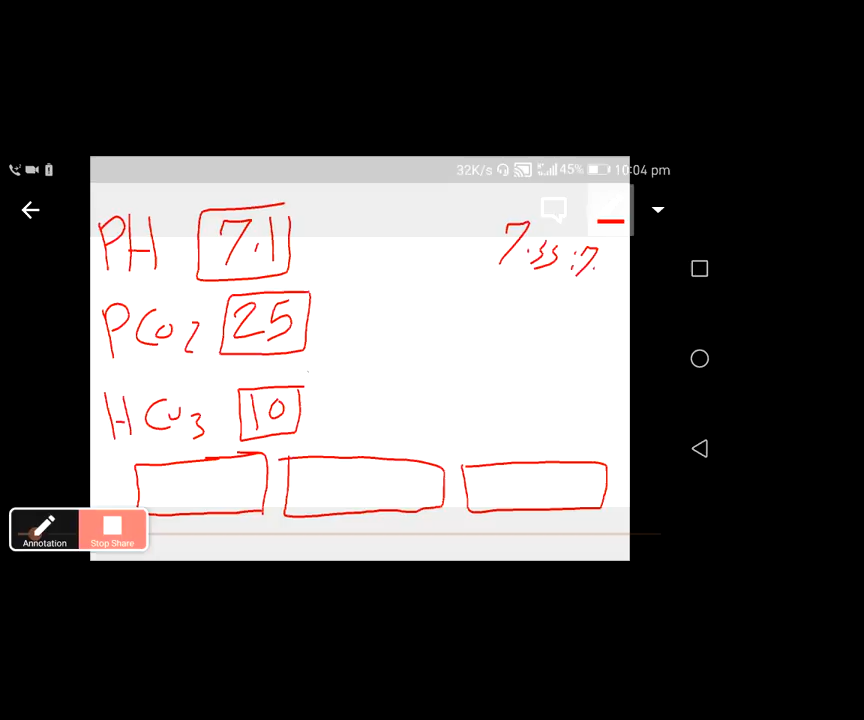 32K/s 45% 10:04 pm
PH 7.1
7.35 : 7.
PCO2 25
HCO3 10
Annotation Stop Share